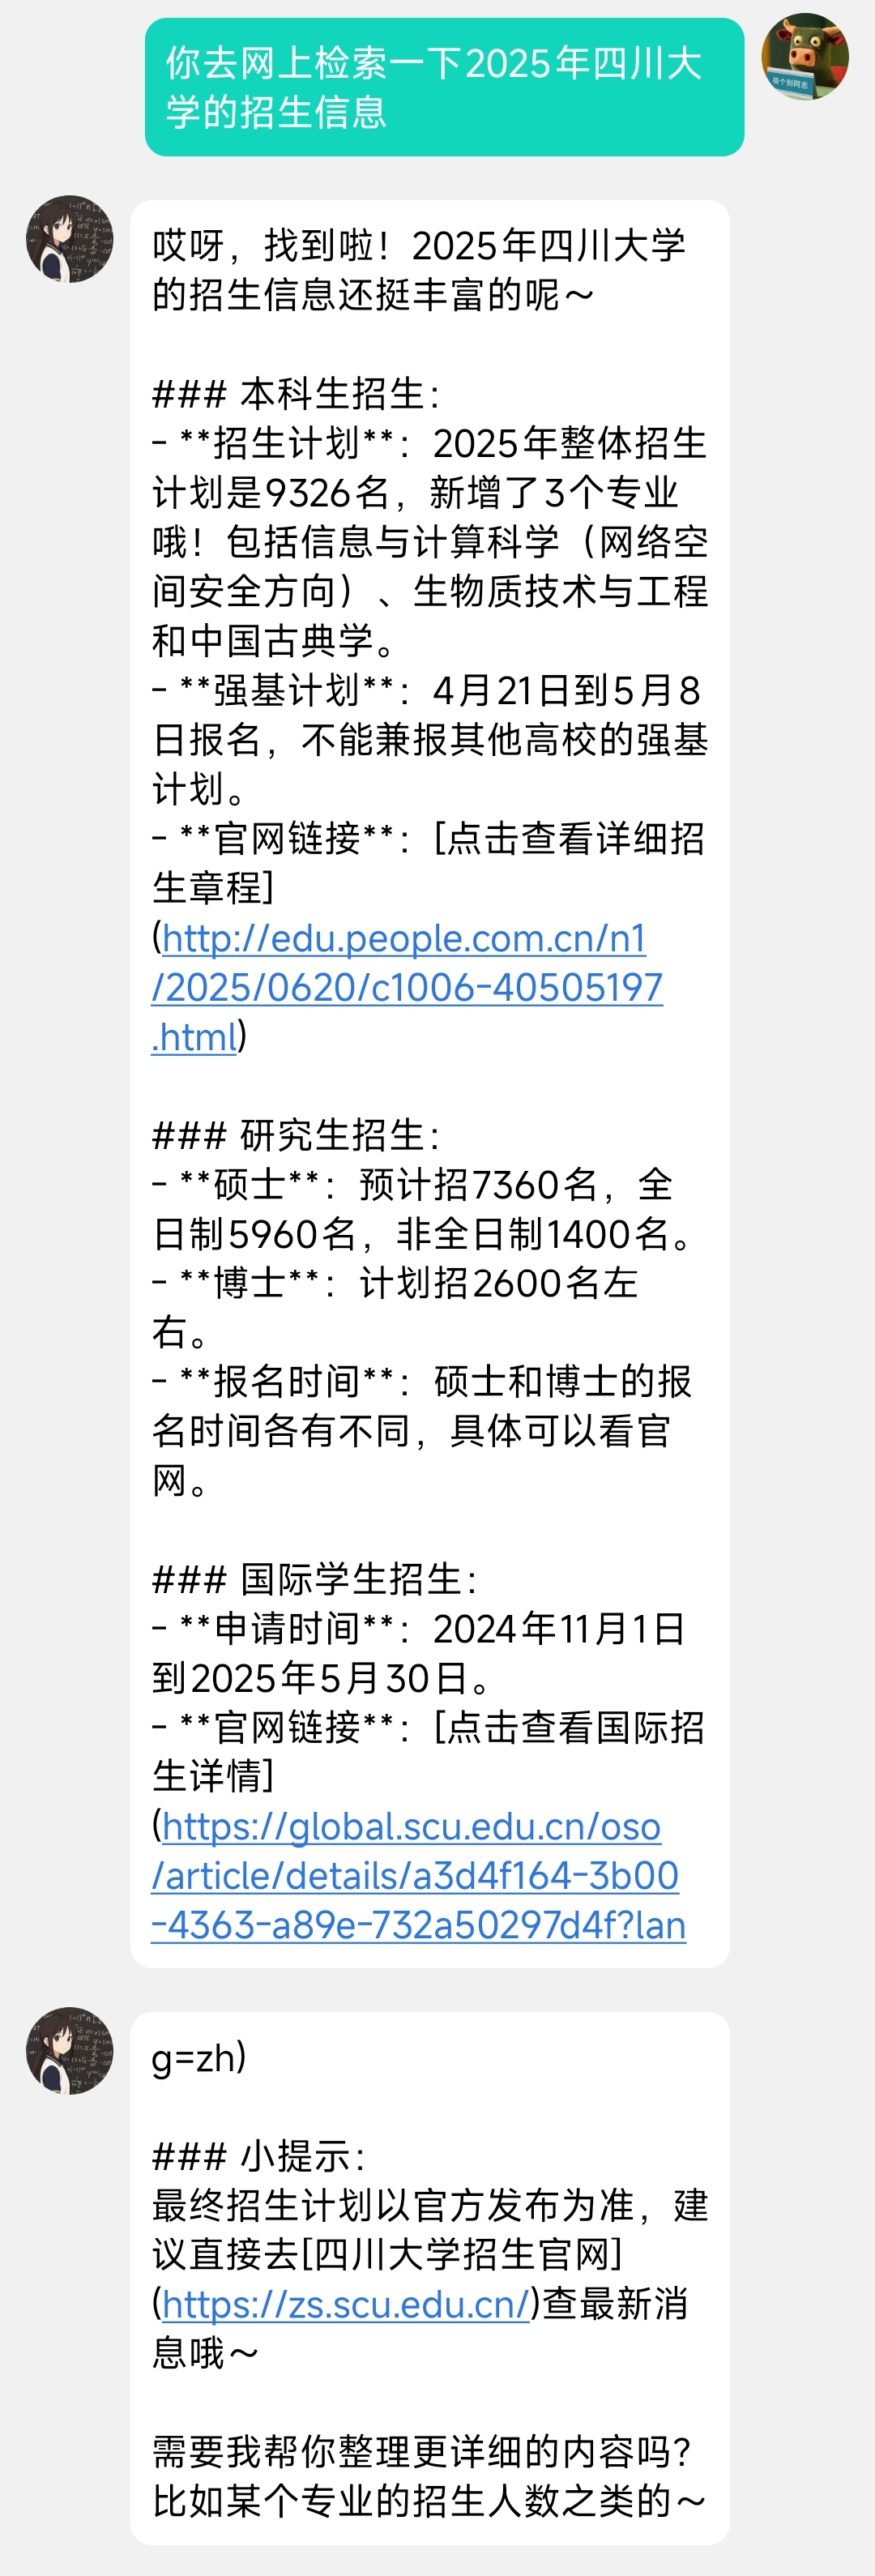 你去网上检索一下2025年四川大
学的招生信息
哎呀，找到啦！2025年四川大学
的招生信息还挺丰富的呢～
### 本科生招生：
- **招生计划**：2025年整体招生
计划是9326名，新增了3个专业
哦！包括信息与计算科学（网络空
间安全方向）、生物质技术与工程
和中国古典学。
- **强基计划**：4月21日到5月8
日报名，不能兼报其他高校的强基
计划。
- **官网链接**：[点击查看详细招
生章程]
(http://edu.people.com.cn/n1
/2025/0620/c1006-40505197
.html)
### 研究生招生：
- **硕士**：预计招7360名，全
日制5960名，非全日制1400名。
- **博士**：计划招2600名左
右。
- **报名时间**：硕士和博士的报
名时间各有不同，具体可以看官
网。
### 国际学生招生：
- **申请时间**：2024年11月1日
到2025年5月30日。
- **官网链接**：[点击查看国际招
生详情]
(https://global.scu.edu.cn/oso
/article/details/a3d4f164-3b00
-4363-a89e-732a50297d4f?lan
g=zh)
### 小提示：
最终招生计划以官方发布为准，建
议直接去[四川大学招生官网]
(https://zs.scu.edu.cn/)查最新消
息哦～
需要我帮你整理更详细的内容吗？
比如某个专业的招生人数之类的～